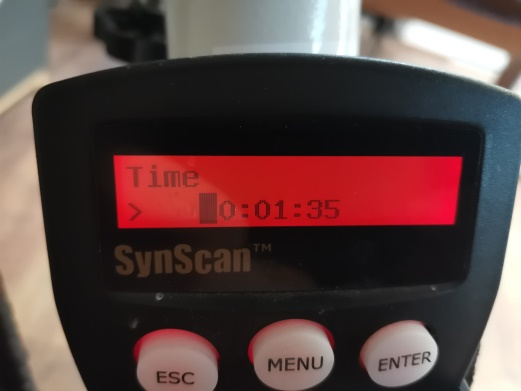 Time
> 0:01:35
SynScan™
ESC MENU ENTER